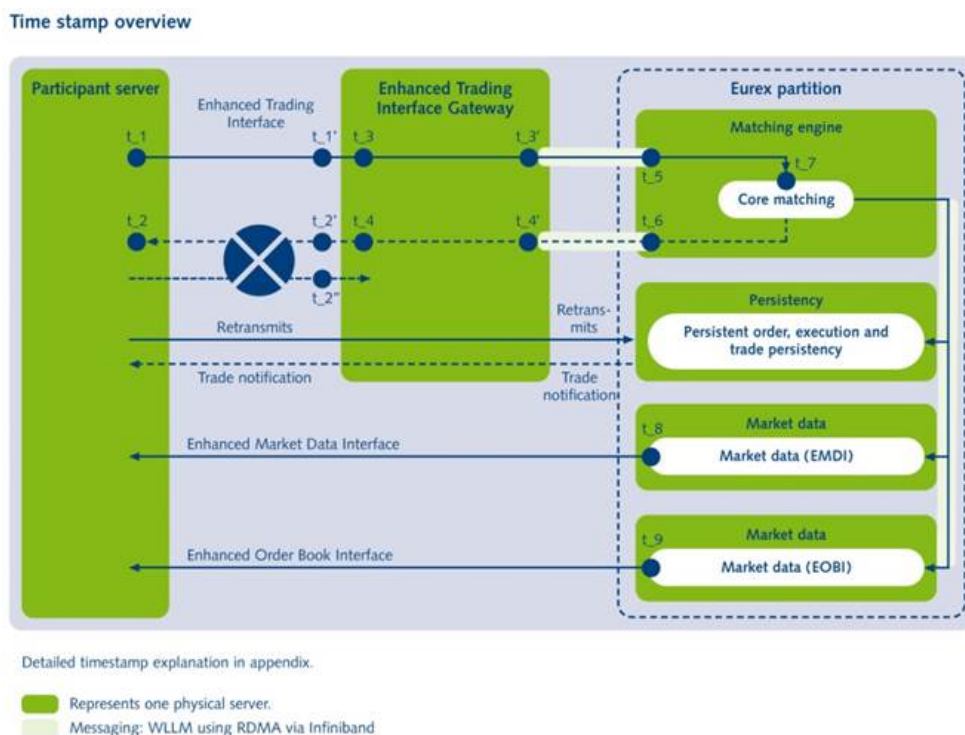 Time stamp overview
Participant server
Enhanced Trading
Interface
Enhanced Trading
Interface Gateway
Eurex partition
Matching engine
t_1
t_1'
t_3
t_3'
t_5
t_7
Core matching
t_2
t_2'
t_4
t_4'
t_6
t_2"
Retransmits
Retrans-
mits
Persistency
Persistent order, execution and
trade persistency
Trade notification
Trade
notification
Market data
t_8
Enhanced Market Data Interface
Market data (EMDI)
Market data
t_9
Enhanced Order Book Interface
Market data (EOBI)
Detailed timestamp explanation in appendix.
Represents one physical server.
Messaging: WLLM using RDMA via Infiniband